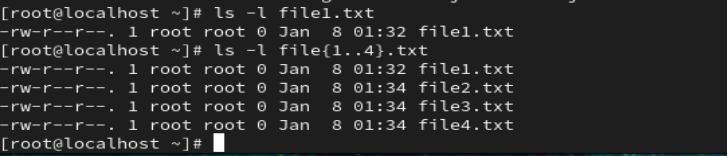 [root@localhost ~]# ls -l file1.txt
-rw-r--r--. 1 root root 0 Jan  8 01:32 file1.txt
[root@localhost ~]# ls -l file{1..4}.txt
-rw-r--r--. 1 root root 0 Jan  8 01:32 file1.txt
-rw-r--r--. 1 root root 0 Jan  8 01:34 file2.txt
-rw-r--r--. 1 root root 0 Jan  8 01:34 file3.txt
-rw-r--r--. 1 root root 0 Jan  8 01:34 file4.txt
[root@localhost ~]#